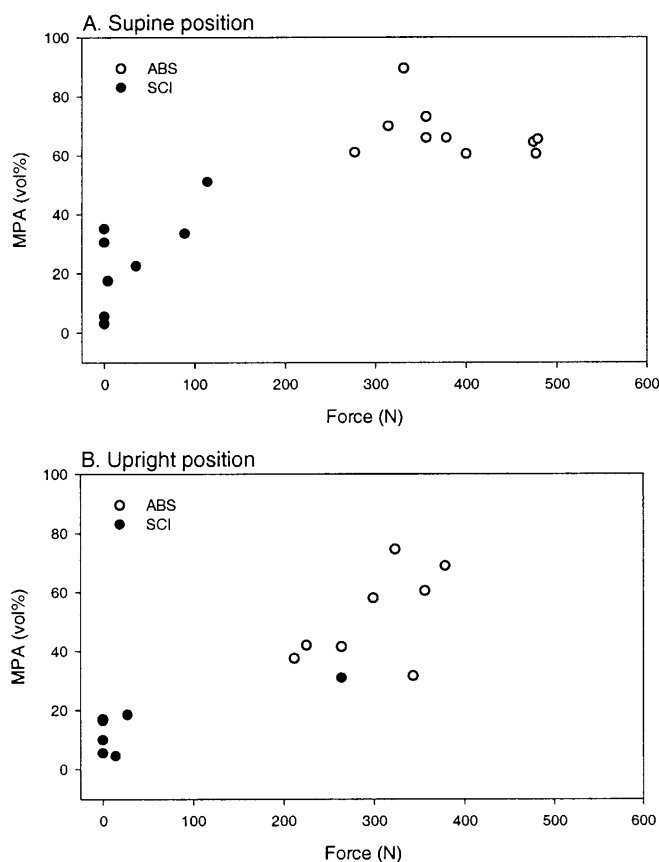 A. Supine position
100
ABS
SCI
80
60
40
20
0
MPA (vol%)
0 100 200 300 400 500 600
Force (N)
B. Upright position
100
ABS
SCI
80
60
40
20
0
MPA (vol%)
0 100 200 300 400 500 600
Force (N)